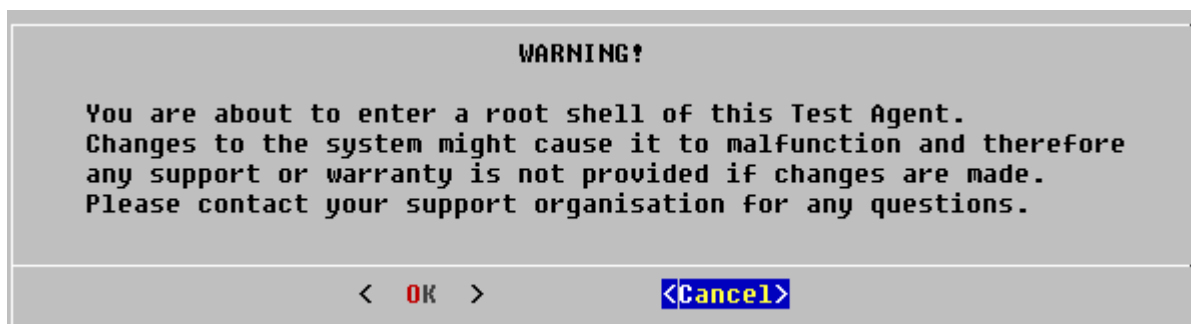 WARNING!
You are about to enter a root shell of this Test Agent.
Changes to the system might cause it to malfunction and therefore
any support or warranty is not provided if changes are made.
Please contact your support organisation for any questions.
< OK > <Cancel>